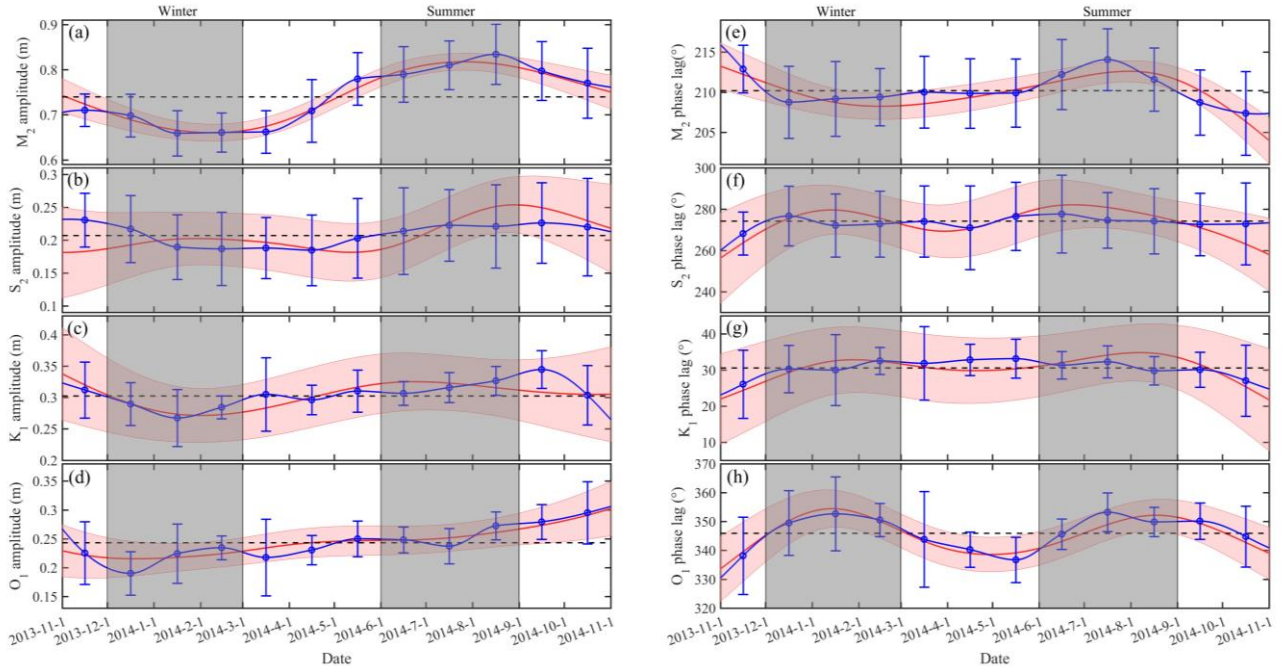 Winter Summer
(a)
M2 amplitude (m)
0.9
0.8
0.7
0.6
(b)
S2 amplitude (m)
0.3
0.25
0.2
0.15
0.1
(c)
K1 amplitude (m)
0.4
0.35
0.3
0.25
0.2
(d)
O1 amplitude (m)
0.35
0.3
0.25
0.2
0.15
2013-11-1 2013-12-1 2014-1-1 2014-2-1 2014-3-1 2014-4-1 2014-5-1 2014-6-1 2014-7-1 2014-8-1 2014-9-1 2014-10-1 2014-11-1
Date
Winter Summer
(e)
M2 phase lag(°)
215
210
205
(f)
S2 phase lag (°)
300
280
260
240
230
(g)
K1 phase lag (°)
40
30
20
10
(h)
O1 phase lag (°)
370
360
350
340
330
320
2013-11-1 2013-12-1 2014-1-1 2014-2-1 2014-3-1 2014-4-1 2014-5-1 2014-6-1 2014-7-1 2014-8-1 2014-9-1 2014-10-1 2014-11-1
Date